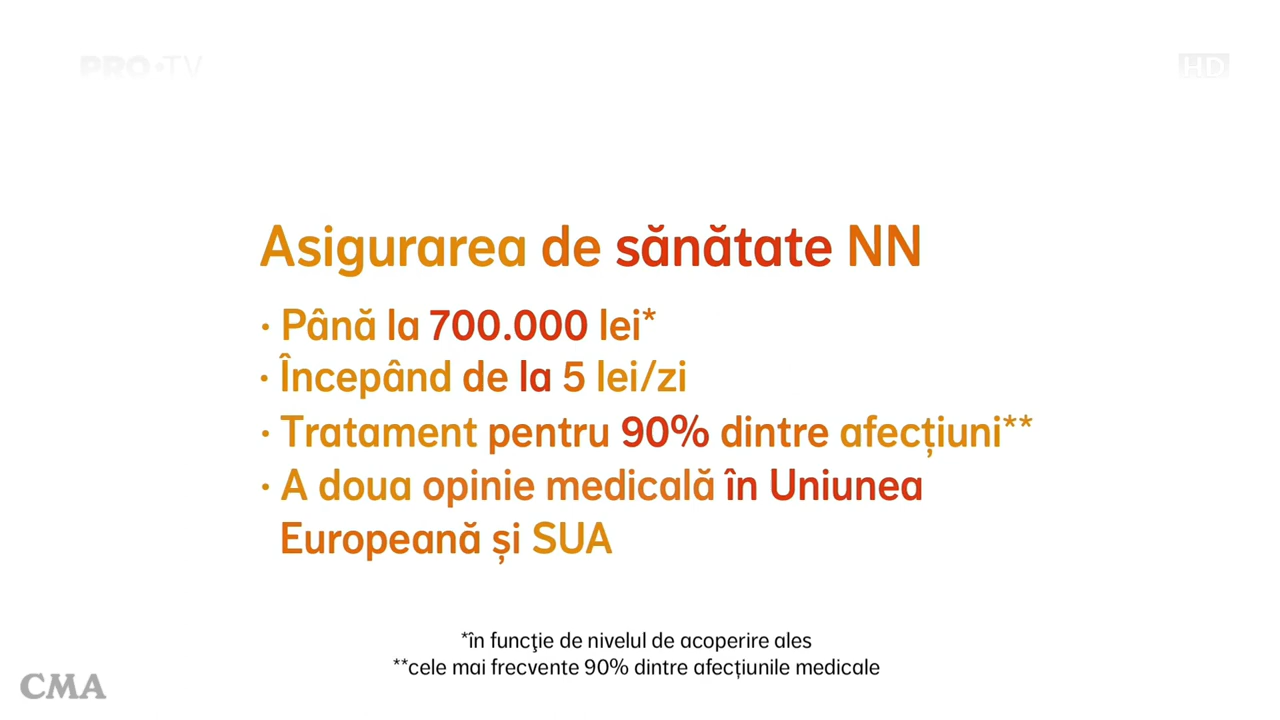 PRO•TV
HD
Asigurarea de sănătate NN
• Până la 700.000 lei*
• Începând de la 5 lei/zi
• Tratament pentru 90% dintre afecțiuni**
• A doua opinie medicală în Uniunea
Europeană și SUA
*în funcţie de nivelul de acoperire ales
**cele mai frecvente 90% dintre afecțiunile medicale
CMA